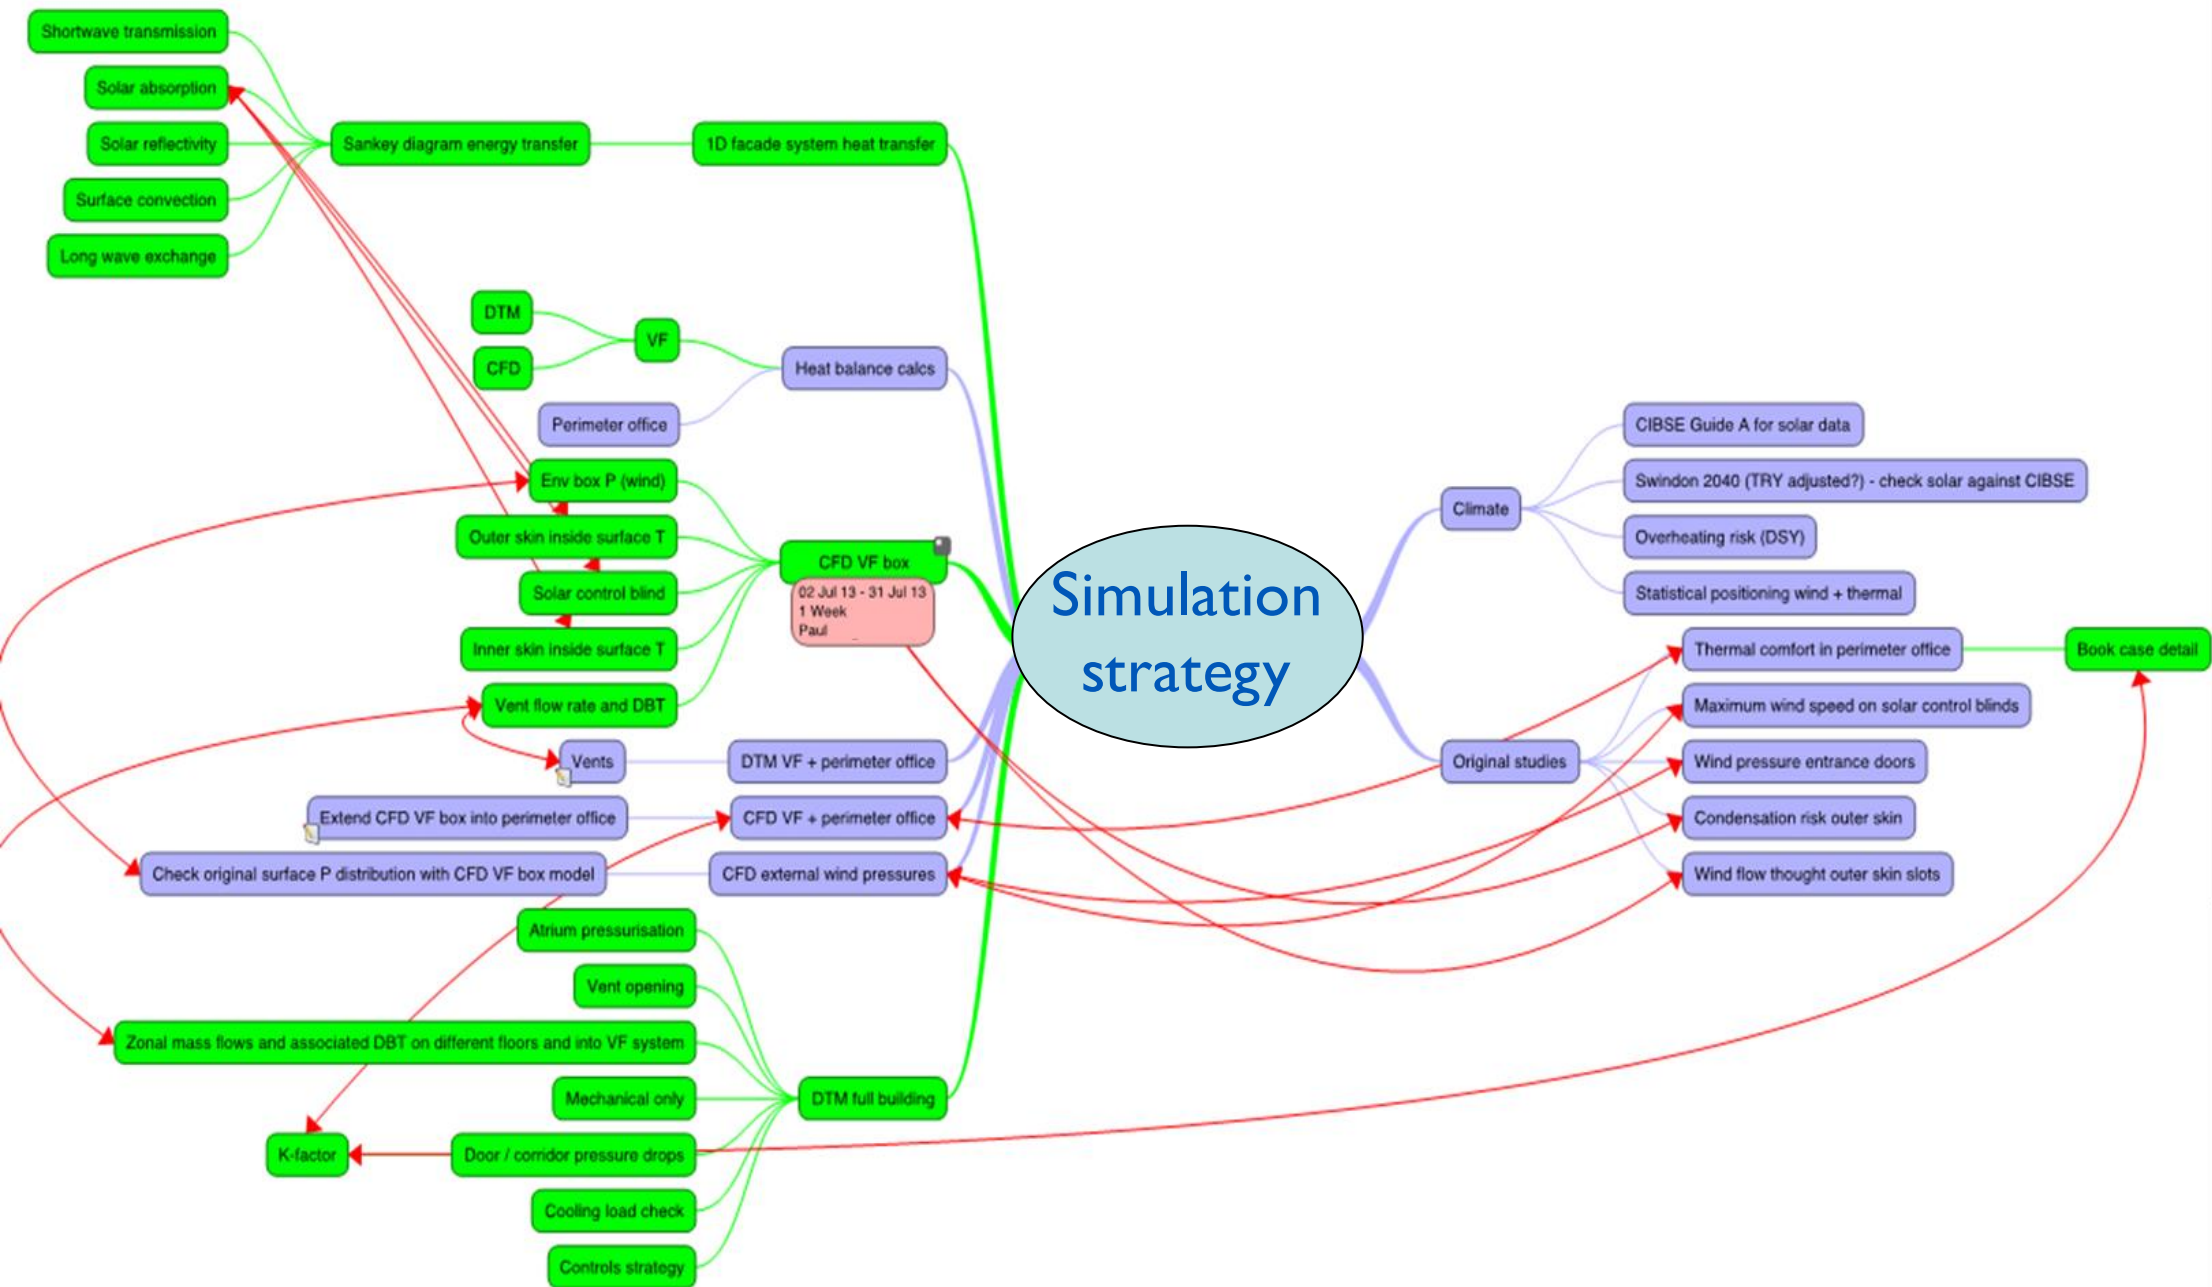 Shortwave transmission
Solar absorption
Solar reflectivity
Surface convection
Long wave exchange
Sankey diagram energy transfer
1D facade system heat transfer
DTM
CFD
VF
Perimeter office
Heat balance calcs
Env box P (wind)
Outer skin inside surface T
Solar control blind
Inner skin inside surface T
Vent flow rate and DBT
CFD VF box
02 Jul 13 - 31 Jul 13
1 Week
Paul
Vents
DTM VF + perimeter office
Extend CFD VF box into perimeter office
CFD VF + perimeter office
Check original surface P distribution with CFD VF box model
CFD external wind pressures
Atrium pressurisation
Vent opening
Zonal mass flows and associated DBT on different floors and into VF system
Mechanical only
DTM full building
K-factor
Door / corridor pressure drops
Cooling load check
Controls strategy
Simulation
strategy
Climate
CIBSE Guide A for solar data
Swindon 2040 (TRY adjusted?) - check solar against CIBSE
Overheating risk (DSY)
Statistical positioning wind + thermal
Original studies
Thermal comfort in perimeter office
Book case detail
Maximum wind speed on solar control blinds
Wind pressure entrance doors
Condensation risk outer skin
Wind flow thought outer skin slots